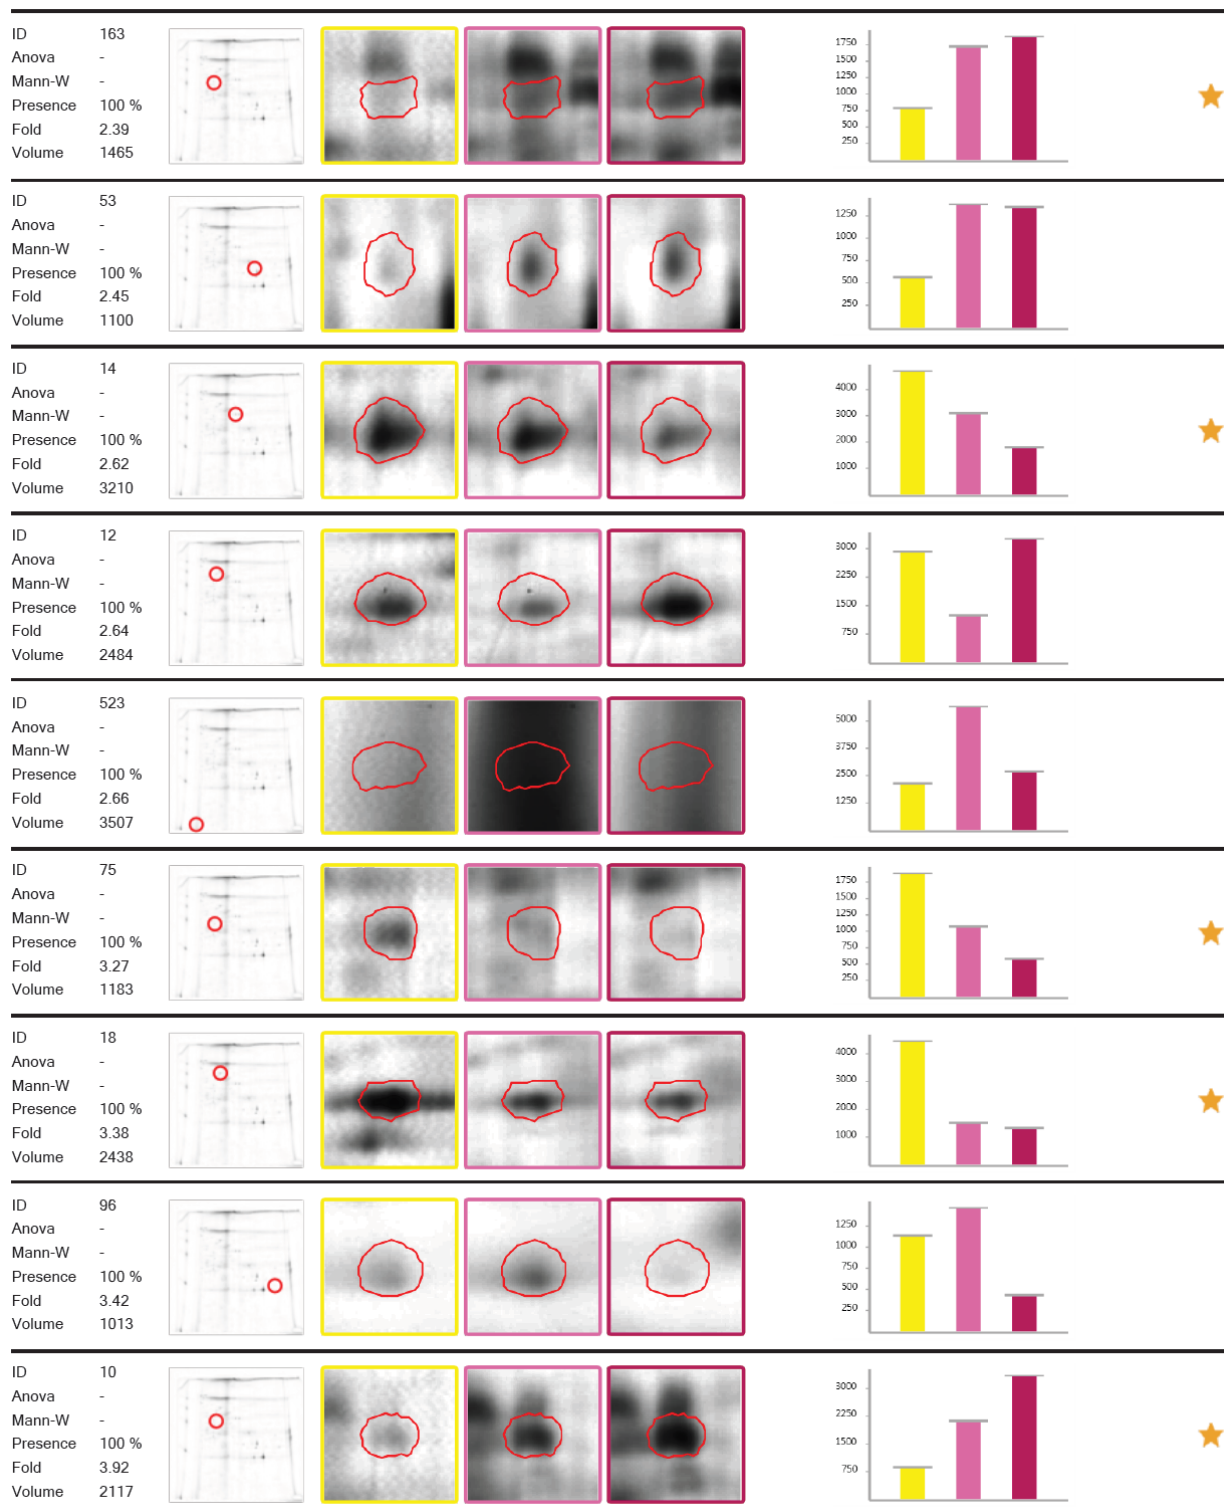 ID 163
Anova -
Mann-W -
Presence 100 %
Fold 2.39
Volume 1465
1750
1500
1250
1000
750
500
250
ID 53
Anova -
Mann-W -
Presence 100 %
Fold 2.45
Volume 1100
1250
1000
750
500
250
ID 14
Anova -
Mann-W -
Presence 100 %
Fold 2.62
Volume 3210
4000
3000
2000
1000
ID 12
Anova -
Mann-W -
Presence 100 %
Fold 2.64
Volume 2484
3000
2250
1500
750
ID 523
Anova -
Mann-W -
Presence 100 %
Fold 2.66
Volume 3507
5000
3750
2500
1250
ID 75
Anova -
Mann-W -
Presence 100 %
Fold 3.27
Volume 1183
1750
1500
1250
1000
750
500
250
ID 18
Anova -
Mann-W -
Presence 100 %
Fold 3.38
Volume 2438
4000
3000
2000
1000
ID 96
Anova -
Mann-W -
Presence 100 %
Fold 3.42
Volume 1013
1250
1000
750
500
250
ID 10
Anova -
Mann-W -
Presence 100 %
Fold 3.92
Volume 2117
3000
2250
1500
750